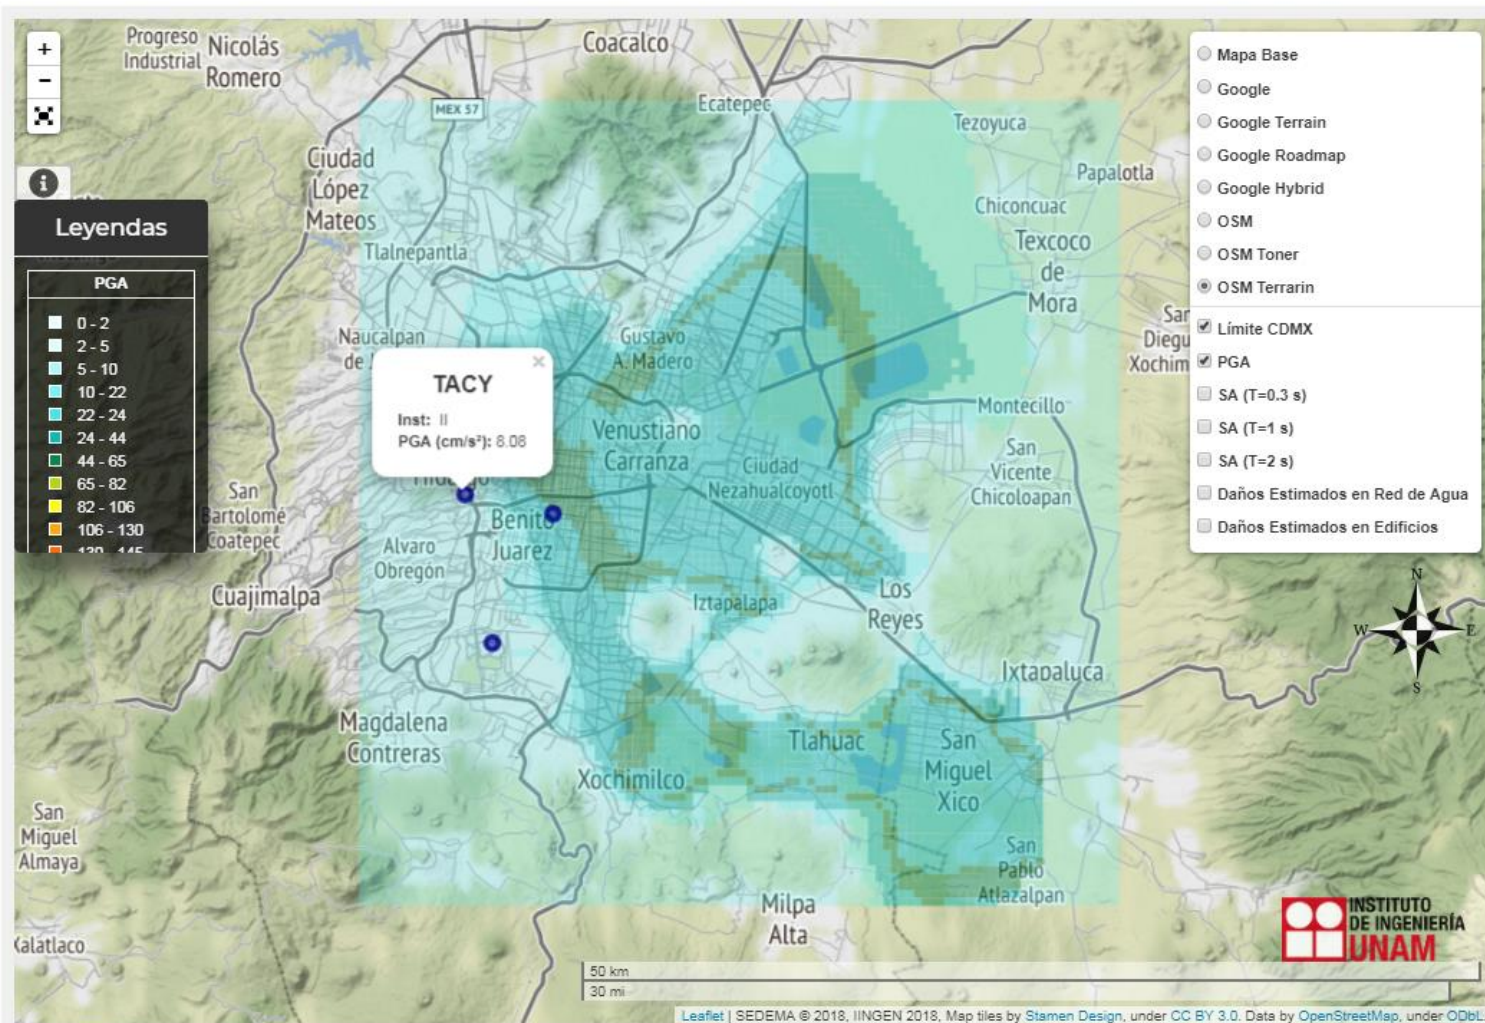 +
−
i
Leyendas
PGA
0 - 2
2 - 5
5 - 10
10 - 22
22 - 24
24 - 44
44 - 65
65 - 82
82 - 106
106 - 130
Progreso
Industrial
Nicolás
Romero
Coacalco
MEX 57
Ecatepec
Tezoyuca
Ciudad
López
Mateos
Papalotla
Chiconcuac
Tlalnepantla
Texcoco
de
Mora
Naucalpan
de
Gustavo
A. Madero
San
Xochim
TACY
×
Inst: II
PGA (cm/s²): 8.08
Montecillo
Venustiano
Carranza
Ciudad
Nezahualcoyotl
San
Vicente
Chicoloapan
San
Bartolomé
Coatepec
Benito
Juarez
Alvaro
Obregón
Cuajimalpa
Iztapalapa
Los
Reyes
Ixtapaluca
Magdalena
Contreras
Tlahuac
San
Miguel
Xico
Xochimilco
San
Miguel
Almaya
San
Pablo
Atlazalpan
Milpa
Alta
Xalatlaco
Mapa Base
Google
Google Terrain
Google Roadmap
Google Hybrid
OSM
OSM Toner
OSM Terrarin
Límite CDMX
PGA
SA (T=0.3 s)
SA (T=1 s)
SA (T=2 s)
Daños Estimados en Red de Agua
Daños Estimados en Edificios
N
W
E
S
INSTITUTO
DE INGENIERÍA
UNAM
50 km
30 mi
Leaflet | SEDEMA © 2018, IINGEN 2018, Map tiles by Stamen Design, under CC BY 3.0. Data by OpenStreetMap, under ODbL.